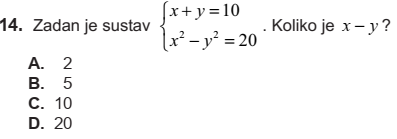 14. Zadan je sustav { x + y = 10
x² − y² = 20 . Koliko je x − y ?
A. 2
B. 5
C. 10
D. 20